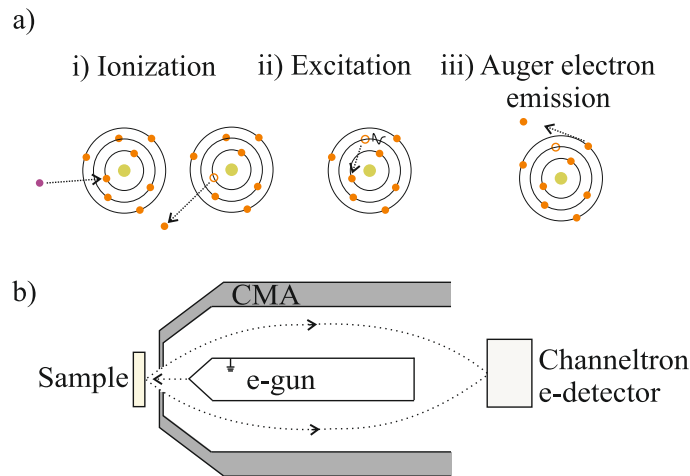 a)
i) Ionization
ii) Excitation
iii) Auger electron
emission
b)
CMA
Sample
e-gun
Channeltron
e-detector